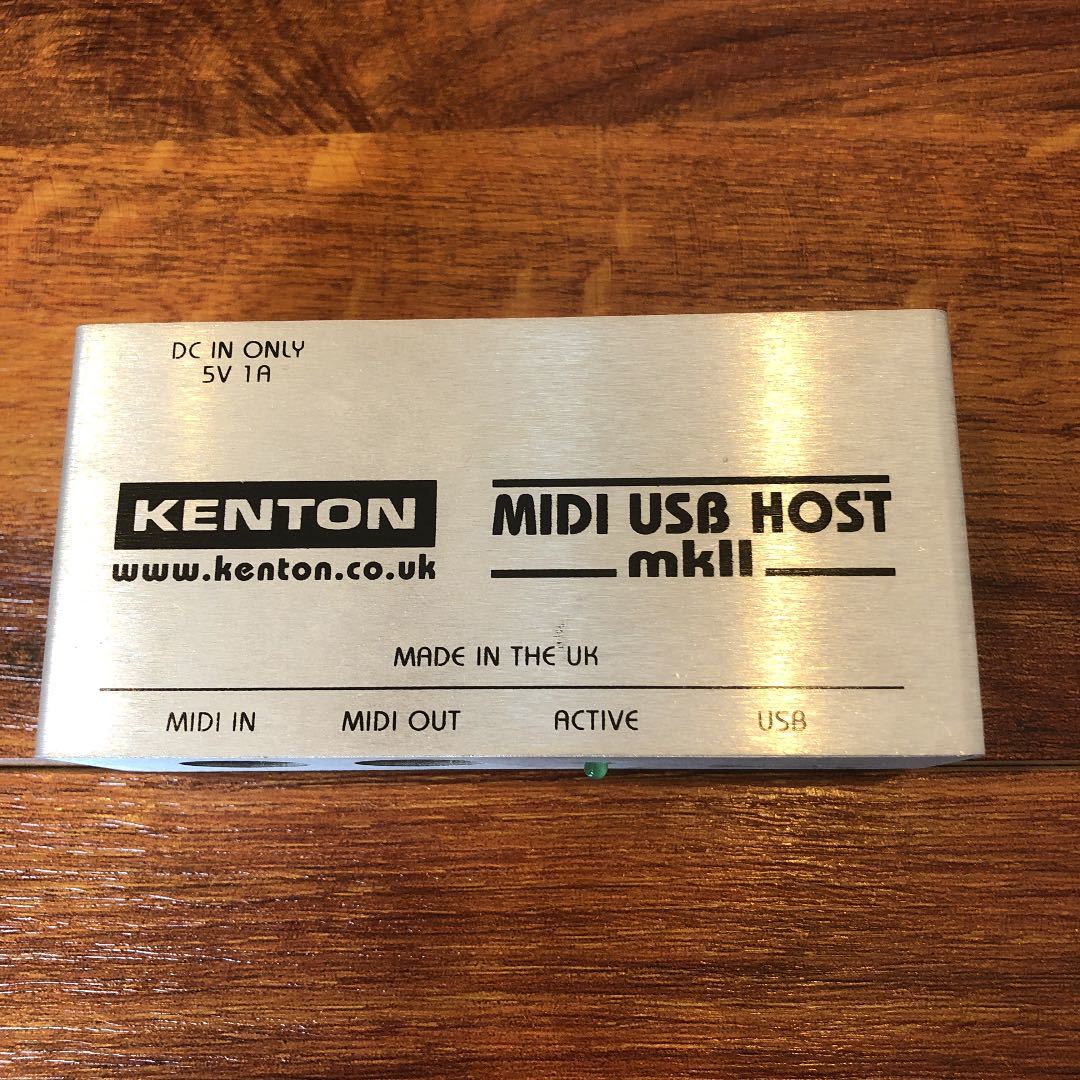 DC IN ONLY
5V 1A
KENTON
www.kenton.co.uk
MIDI USB HOST
mkII
MADE IN THE UK
MIDI IN MIDI OUT ACTIVE USB